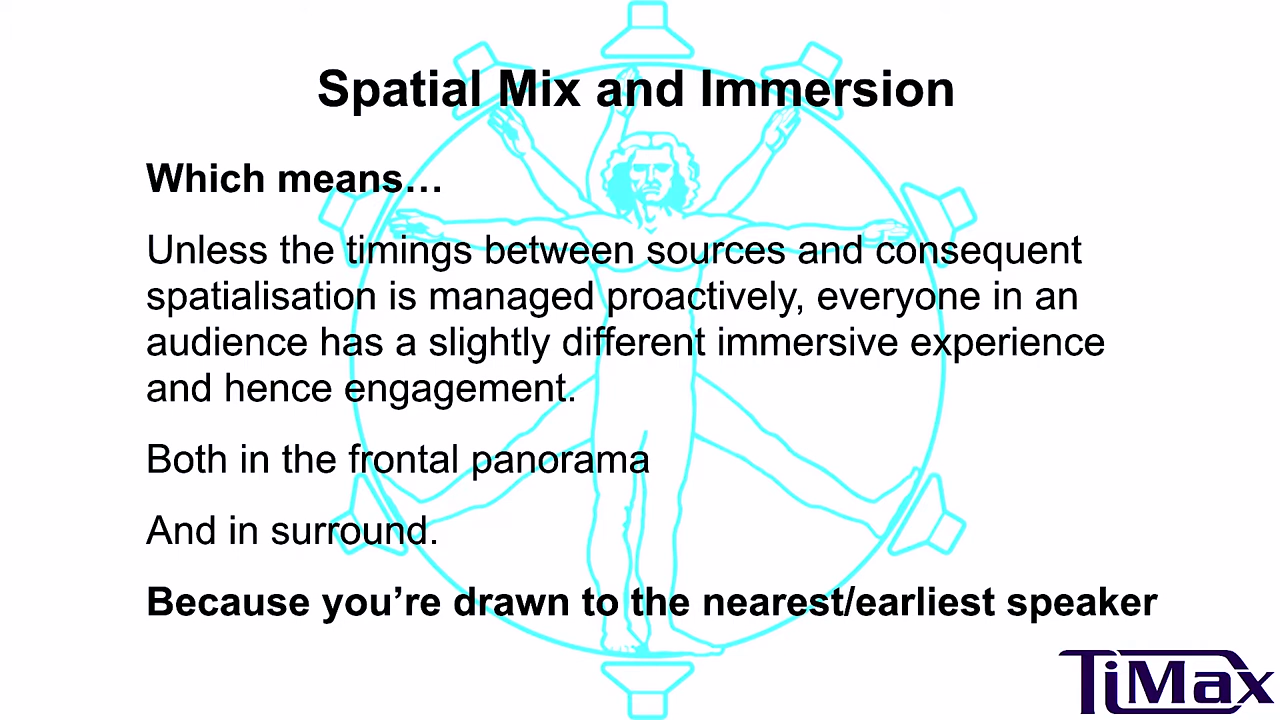 Spatial Mix and Immersion
Which means…
Unless the timings between sources and consequent
spatialisation is managed proactively, everyone in an
audience has a slightly different immersive experience
and hence engagement.
Both in the frontal panorama
And in surround.
Because you’re drawn to the nearest/earliest speaker
TiMax